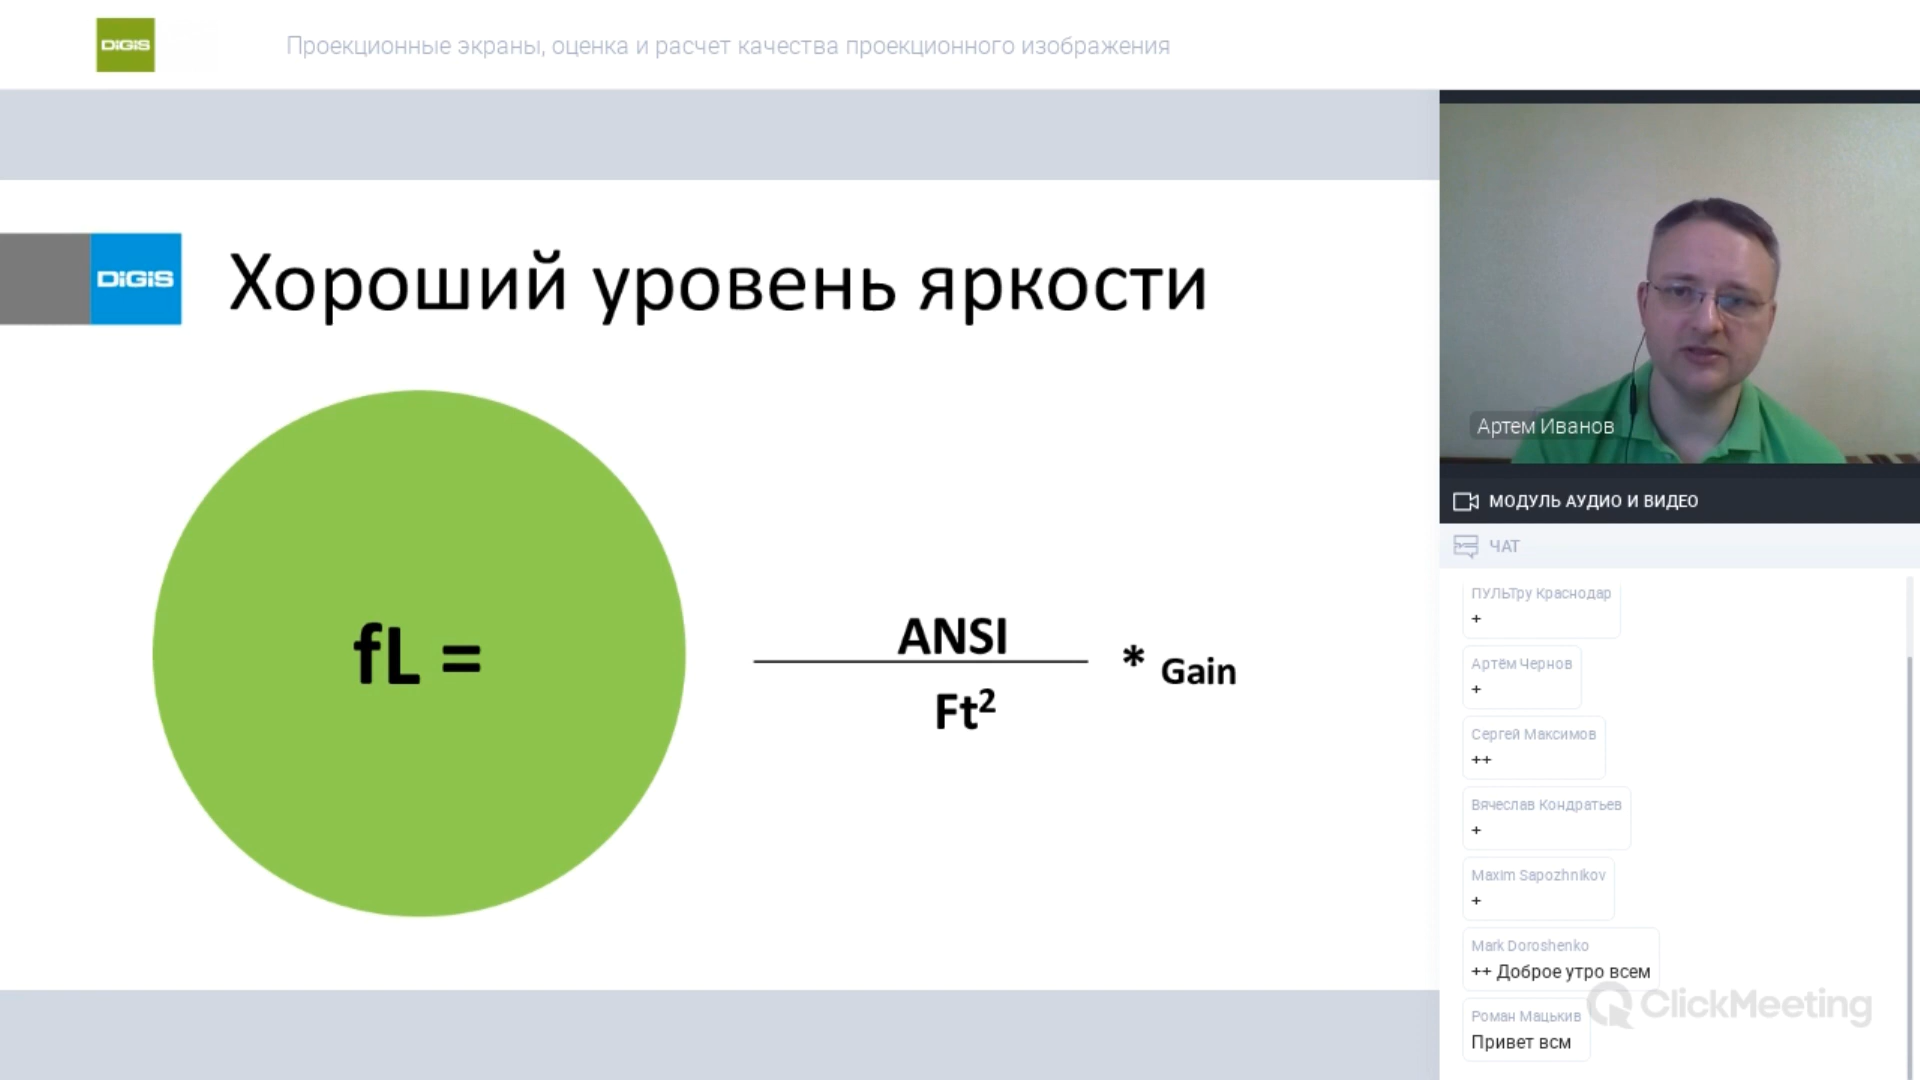 DiGiS
Проекционные экраны, оценка и расчет качества проекционного изображения
DiGiS
Хороший уровень яркости
fL =
ANSI
Ft²
* Gain
Артем Иванов
МОДУЛЬ АУДИО И ВИДЕО
ЧАТ
ПУЛЬТру Краснодар
+
Артём Чернов
+
Сергей Максимов
++
Вячеслав Кондратьев
+
Maxim Sapozhnikov
+
Mark Doroshenko
++ Доброе утро всем
Роман Мацькив
Привет всм
ClickMeeting